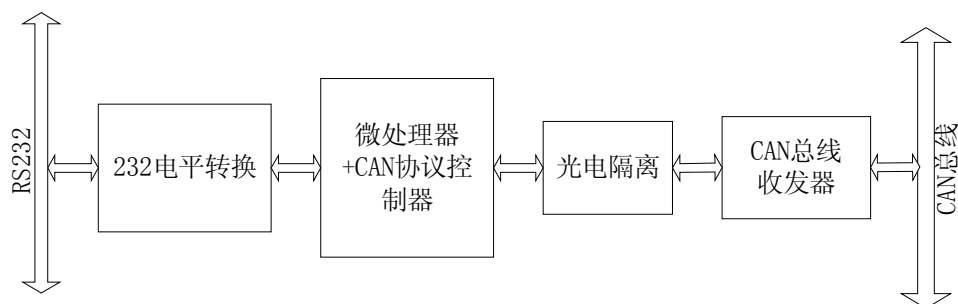 RS232
232电平转换
微处理器
+CAN协议控
制器
光电隔离
CAN总线
收发器
CAN总线